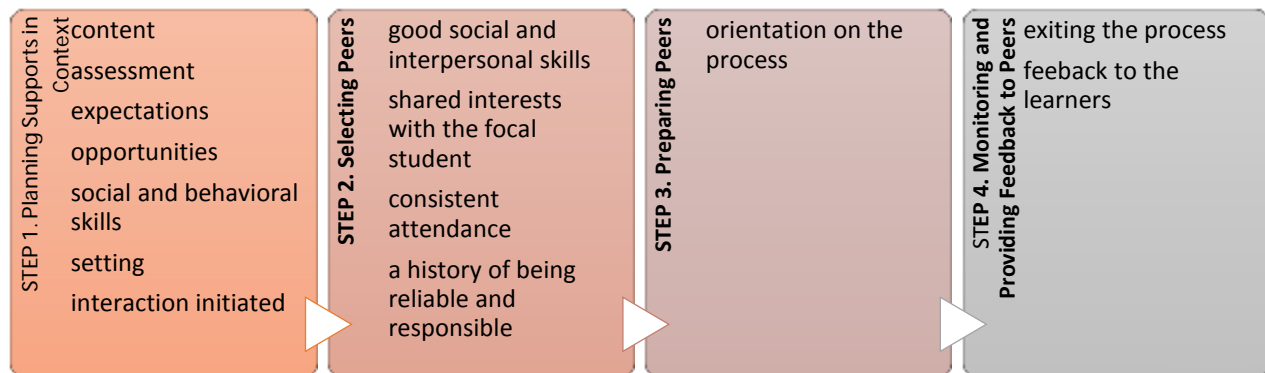 STEP 1. Planning Supports in
Context
content
assessment
expectations
opportunities
social and behavioral
skills
setting
interaction initiated
STEP 2. Selecting Peers
good social and
interpersonal skills
shared interests
with the focal
student
consistent
attendance
a history of being
reliable and
responsible
STEP 3. Preparing Peers
orientation on the
process
STEP 4. Monitoring and
Providing Feedback to Peers
exiting the process
feeback to the
learners